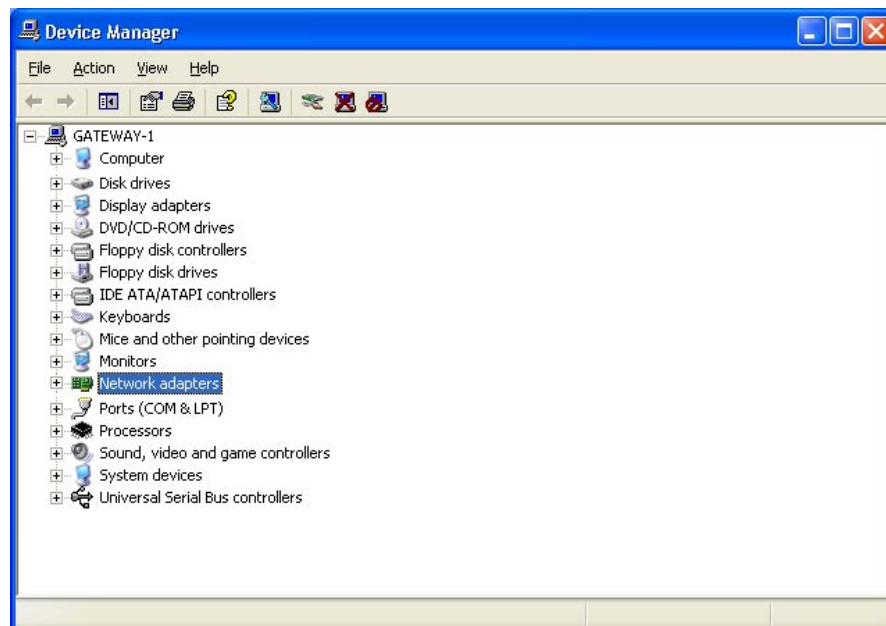 Device Manager
File Action View Help
GATEWAY-1
Computer
Disk drives
Display adapters
DVD/CD-ROM drives
Floppy disk controllers
Floppy disk drives
IDE ATA/ATAPI controllers
Keyboards
Mice and other pointing devices
Monitors
Network adapters
Ports (COM & LPT)
Processors
Sound, video and game controllers
System devices
Universal Serial Bus controllers